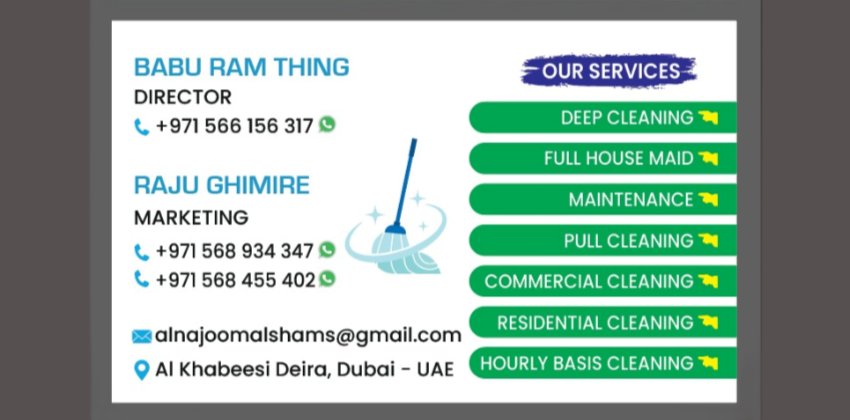 BABU RAM THING
DIRECTOR
+971 566 156 317
RAJU GHIMIRE
MARKETING
+971 568 934 347
+971 568 455 402
alnajoomalshams@gmail.com
Al Khabeesi Deira, Dubai - UAE
OUR SERVICES
DEEP CLEANING
FULL HOUSE MAID
MAINTENANCE
PULL CLEANING
COMMERCIAL CLEANING
RESIDENTIAL CLEANING
HOURLY BASIS CLEANING